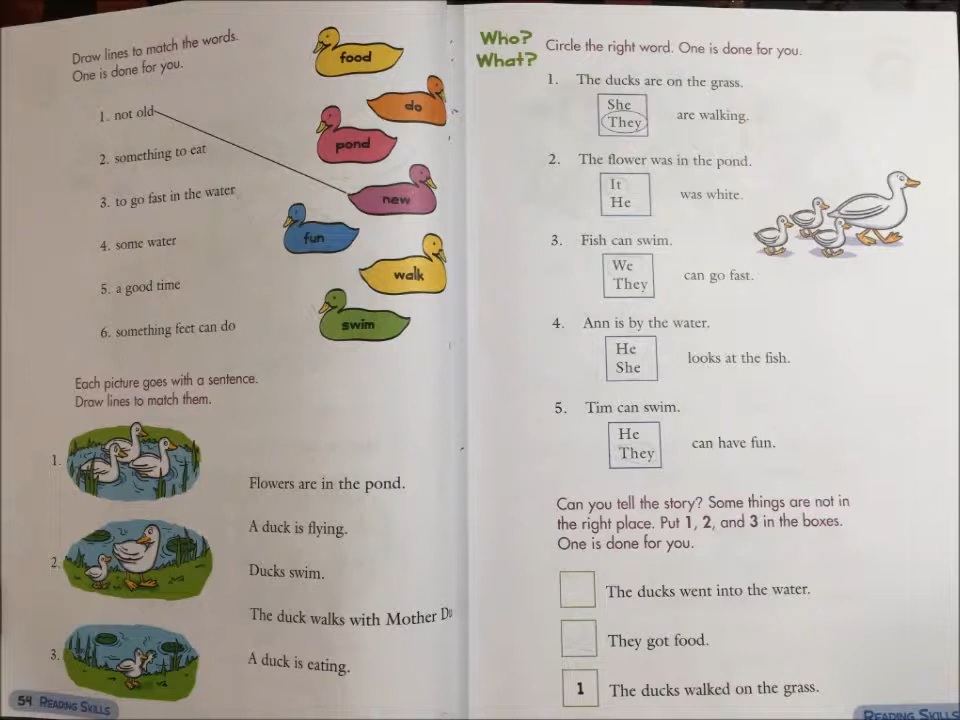 Draw lines to match the words.
One is done for you.
1. not old
2. something to eat
3. to go fast in the water
4. some water
5. a good time
6. something feet can do
food
do
pond
new
fun
walk
swim
Each picture goes with a sentence.
Draw lines to match them.
1.
2.
3.
Flowers are in the pond.
A duck is flying.
Ducks swim.
The duck walks with Mother Du
A duck is eating.
54 READING SKILLS
Who?
What?
Circle the right word. One is done for you.
1. The ducks are on the grass.
She
They
are walking.
2. The flower was in the pond.
It
He
was white.
3. Fish can swim.
We
They
can go fast.
4. Ann is by the water.
He
She
looks at the fish.
5. Tim can swim.
He
They
can have fun.
Can you tell the story? Some things are not in
the right place. Put 1, 2, and 3 in the boxes.
One is done for you.
The ducks went into the water.
They got food.
1 The ducks walked on the grass.
READING SKILLS